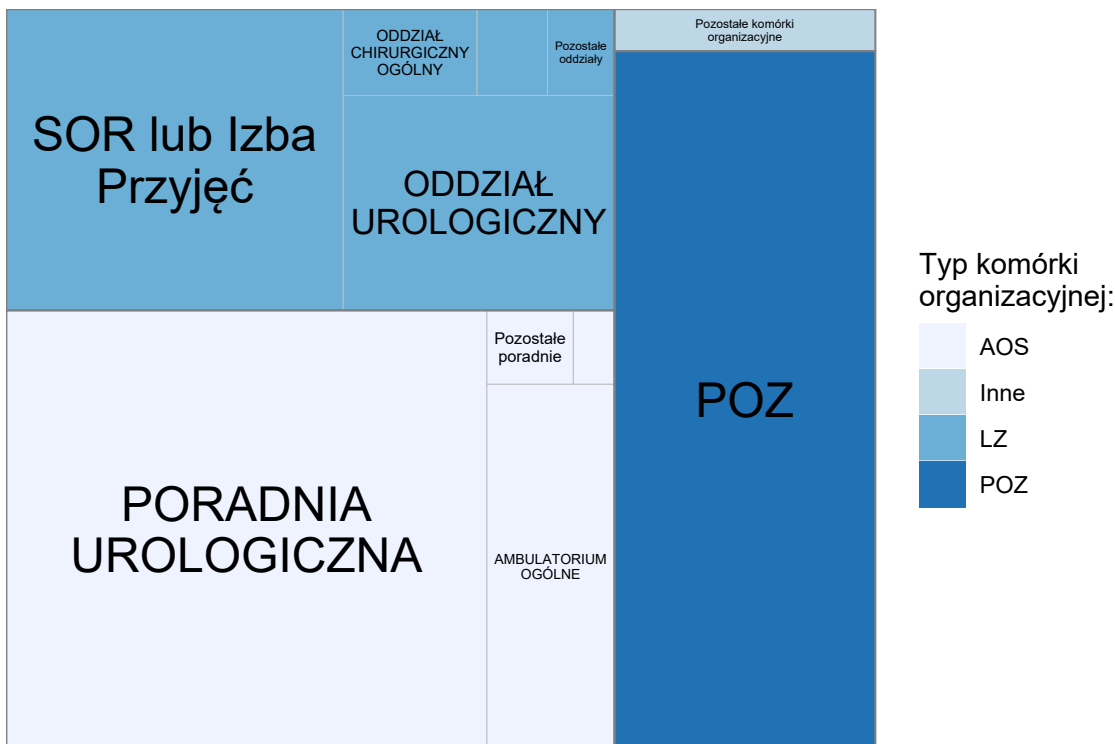 SOR lub Izba
Przyjęć
ODDZIAŁ
CHIRURGICZNY
OGÓLNY
Pozostałe
oddziały
ODDZIAŁ
UROLOGICZNY
Pozostałe komórki
organizacyjne
POZ
PORADNIA
UROLOGICZNA
Pozostałe
poradnie
AMBULATORIUM
OGÓLNE
Typ komórki
organizacyjnej:
AOS
Inne
LZ
POZ